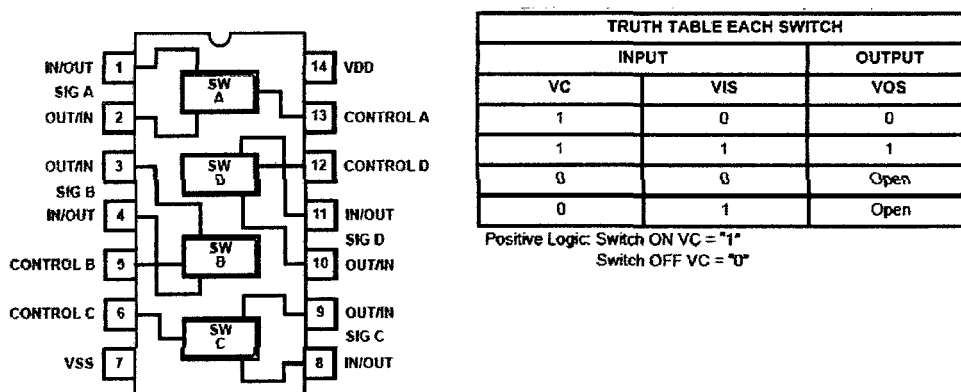 IN/OUT 1 14 VDD
SIG A SW A
OUT/IN 2 13 CONTROL A
OUT/IN 3 SW D 12 CONTROL D
SIG B
IN/OUT 4 11 IN/OUT
SIG D
CONTROL B 5 SW B 10 OUT/IN
CONTROL C 6 9 OUT/IN
SW C SIG C
VSS 7 8 IN/OUT
TRUTH TABLE EACH SWITCH
INPUT OUTPUT
VC VIS VOS
1 0 0
1 1 1
0 0 Open
0 1 Open
Positive Logic: Switch ON VC = "1"
Switch OFF VC = "0"